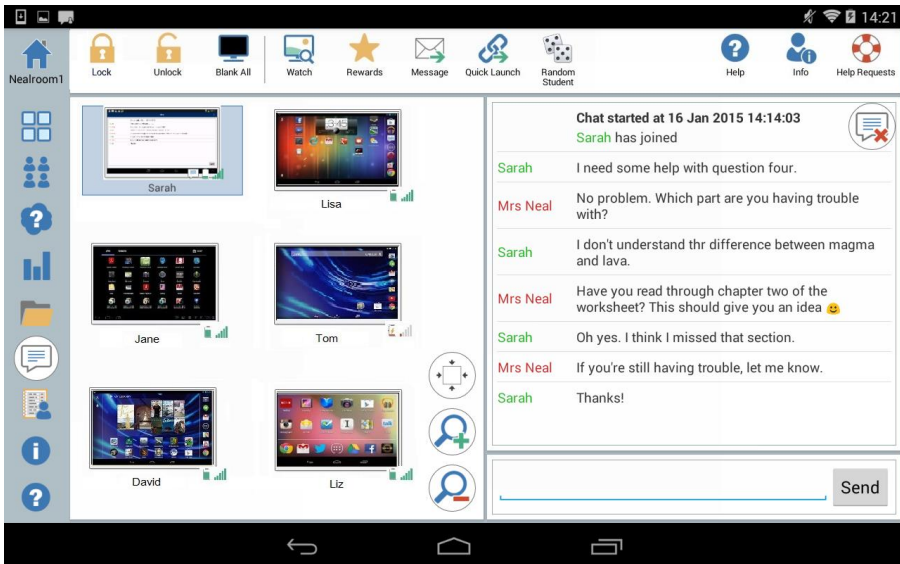 14:21
Nealroom1
Lock
Unlock
Blank All
Watch
Rewards
Message
Quick Launch
Random
Student
Help
Info
Help Requests
Sarah
Lisa
Jane
Tom
David
Liz
Chat started at 16 Jan 2015 14:14:03
Sarah has joined
Sarah I need some help with question four.
Mrs Neal No problem. Which part are you having trouble
with?
Sarah I don't understand thr difference between magma
and lava.
Mrs Neal Have you read through chapter two of the
worksheet? This should give you an idea
Sarah Oh yes. I think I missed that section.
Mrs Neal If you're still having trouble, let me know.
Sarah Thanks!
Send